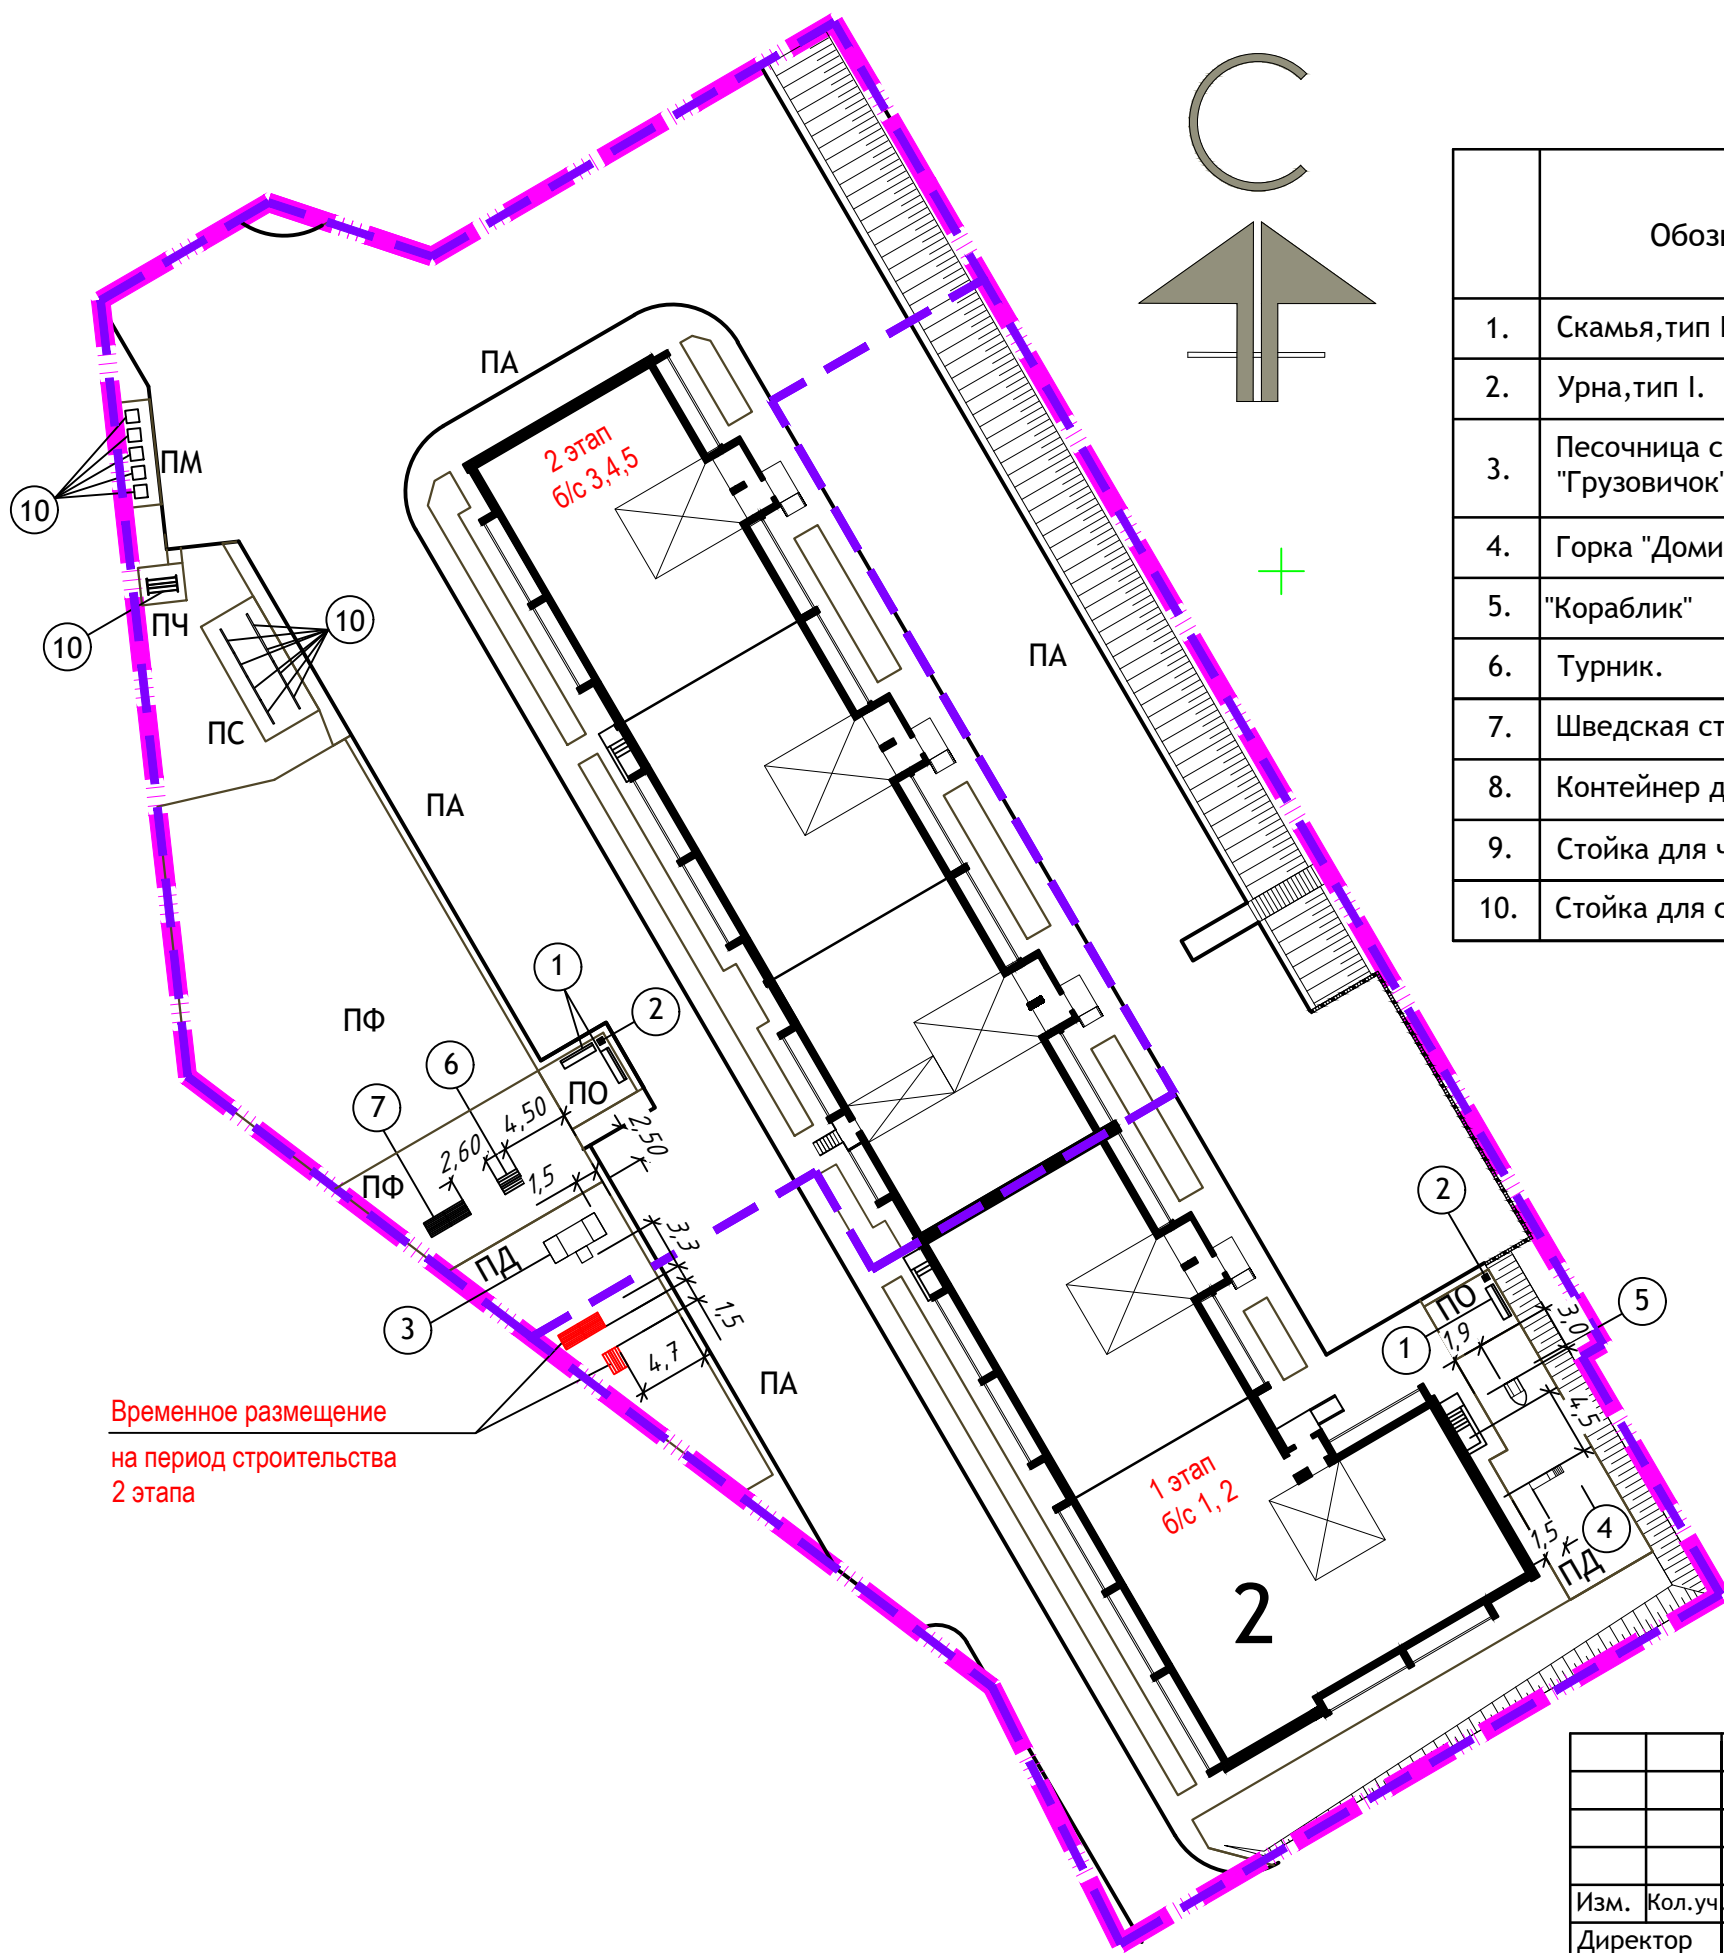 С
Обозн
1. Скамья,тип I
2. Урна,тип I.
3. Песочница с
"Грузовичок"
4. Горка "Доми
5. "Кораблик"
6. Турник.
7. Шведская ст
8. Контейнер д
9. Стойка для ч
10. Стойка для с
ПА
2 этап
б/с 3,4,5
ПМ
10
10
ПЧ
10
ПС
ПА
ПА
1
2
ПФ
6
7
ПО
4,50
2,50
2,60
1,5
ПФ
ПД
3,3
3
1,5
4,7
ПА
Временное размещение
на период строительства
2 этапа
2
ПО
5
3,0
1,9
1
4,5
1 этап
б/с 1, 2
4
1,5
ПД
2
Изм. Кол.уч
Директор